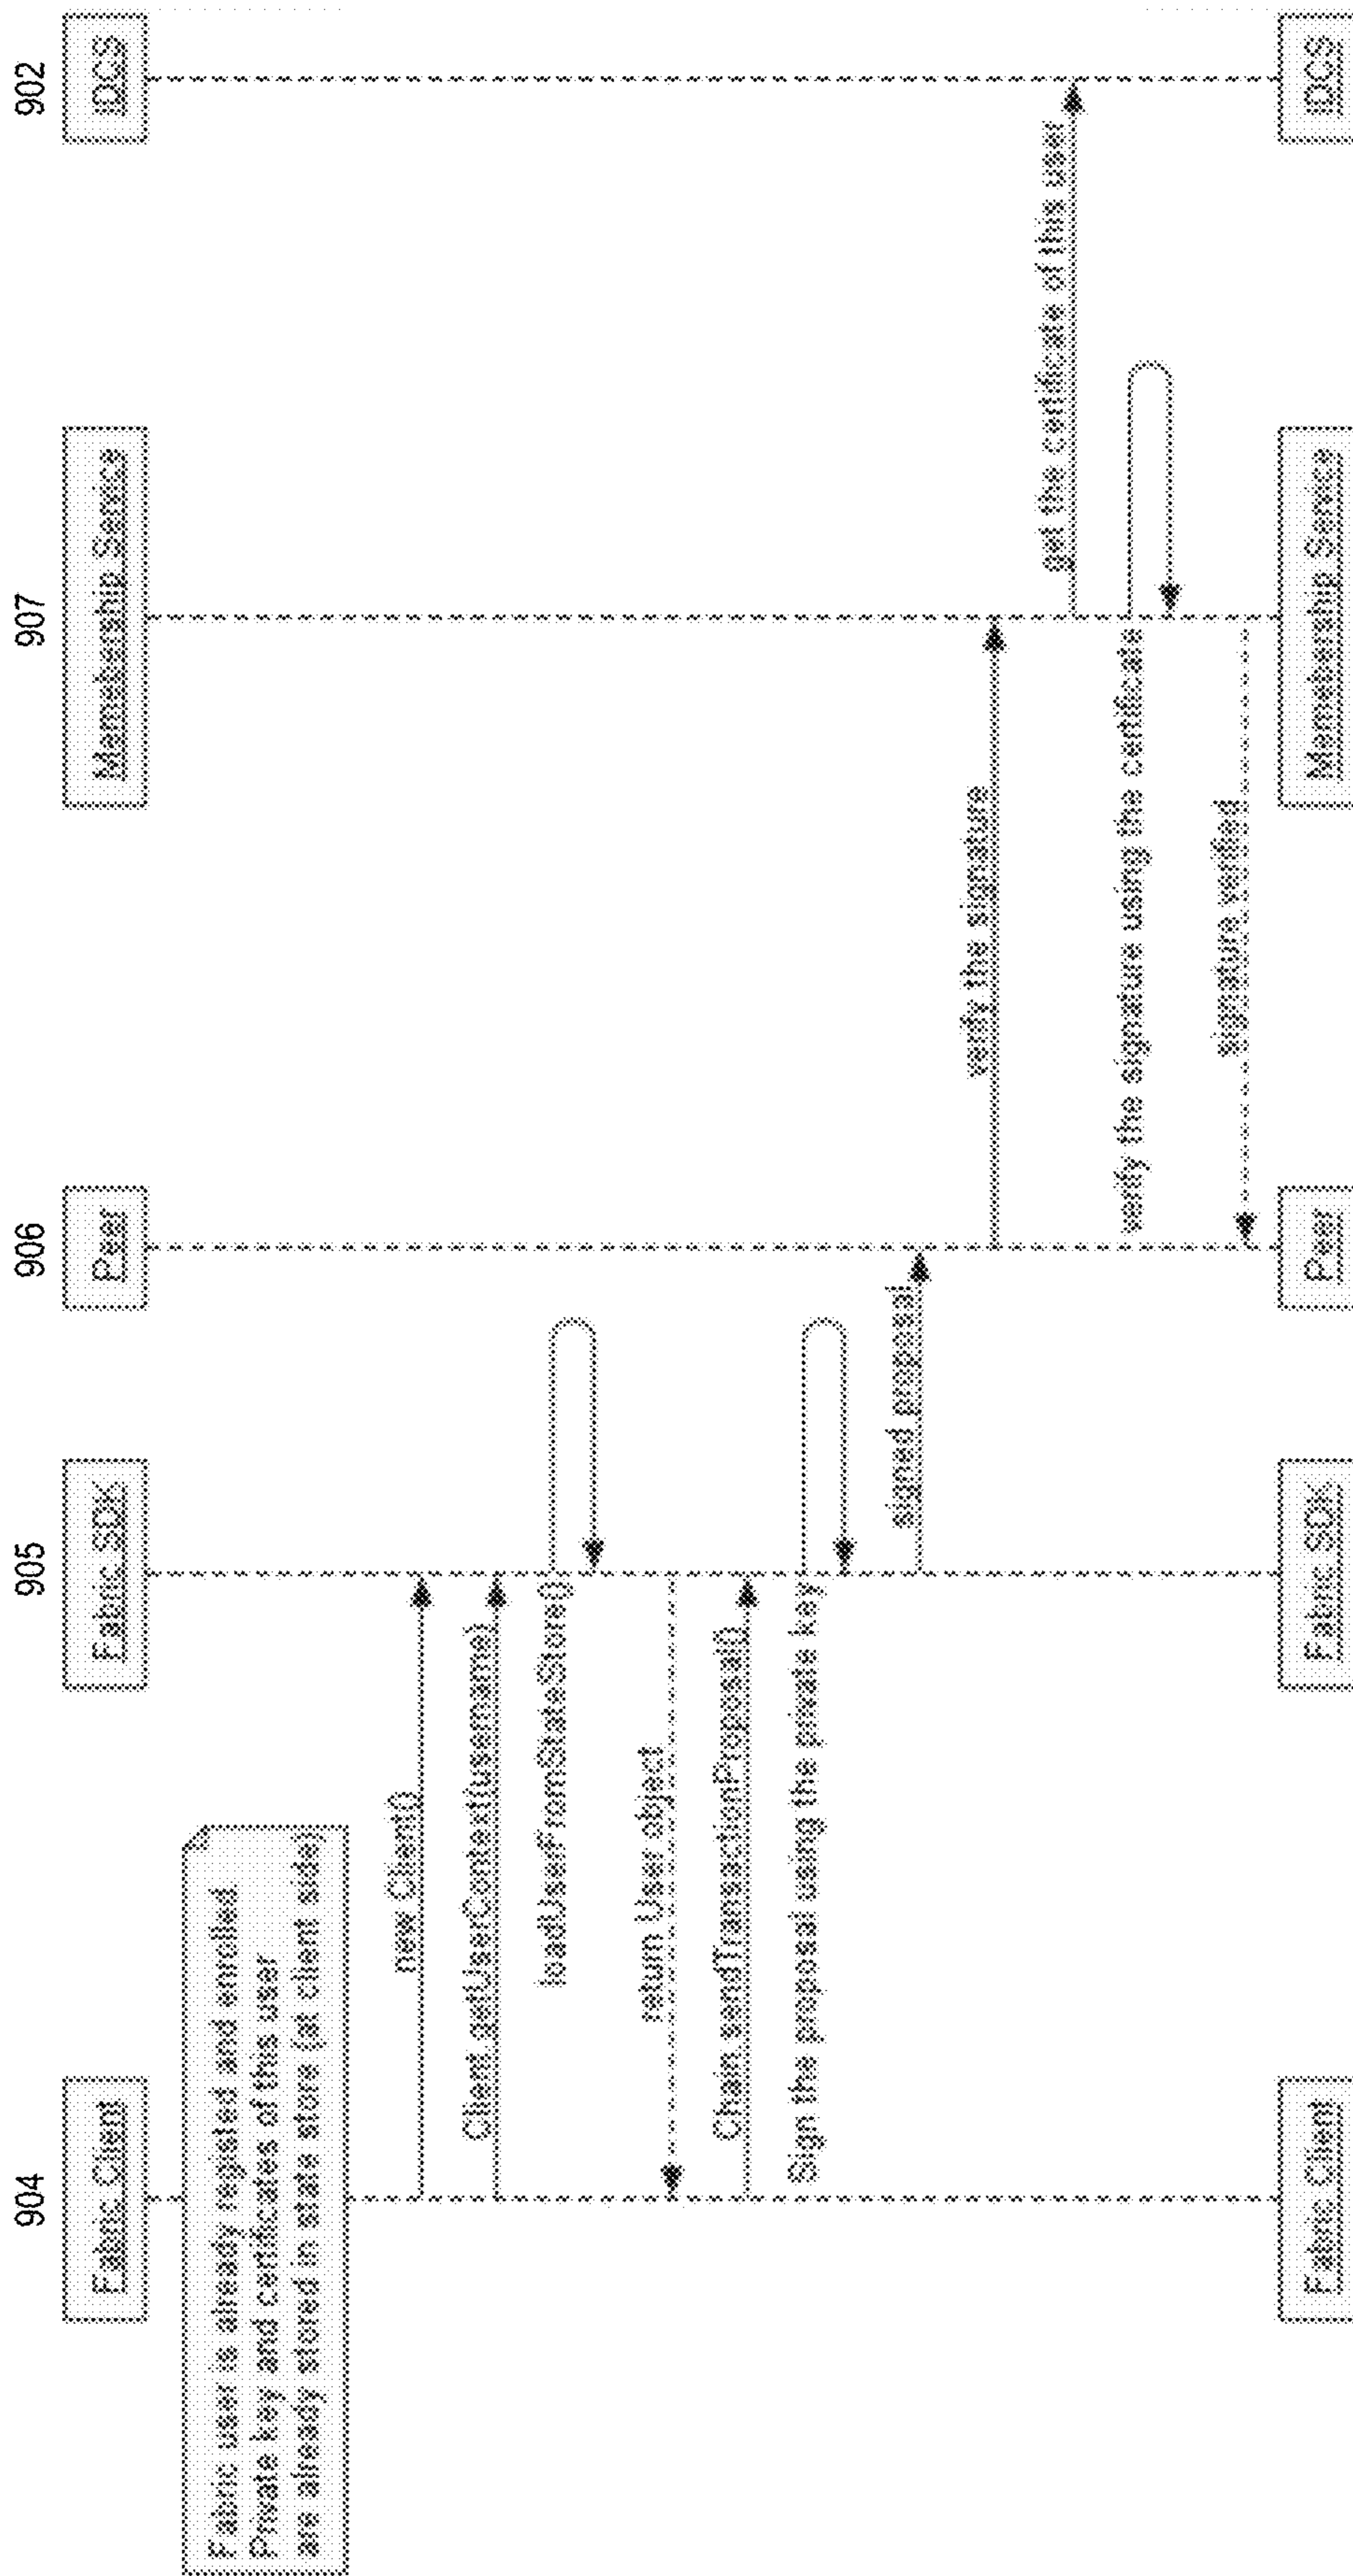 904 905 906 907 902
Fabric Client Fabric SDK Peer Membership Service IDCS
Fabric user is already registed and enrolled
Private key and certificates of this user
are already stored in state store (at client side)
new Client()
Client.getUserContext(username)
loadUserFromStateStore()
return User object
Chain.sendTransactionProposal()
Sign the proposal using the private key
signed proposal
verify the signature
get the certificate of this user
verify the signature using the certificate
signature verified
Fabric Client Fabric SDK Peer Membership Service IDCS